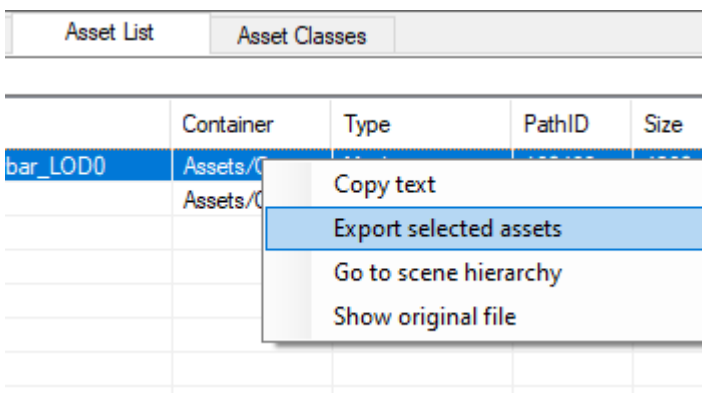 Asset List Asset Classes
Container Type PathID Size
bar_LOD0 Assets/
Assets/
Copy text
Export selected assets
Go to scene hierarchy
Show original file